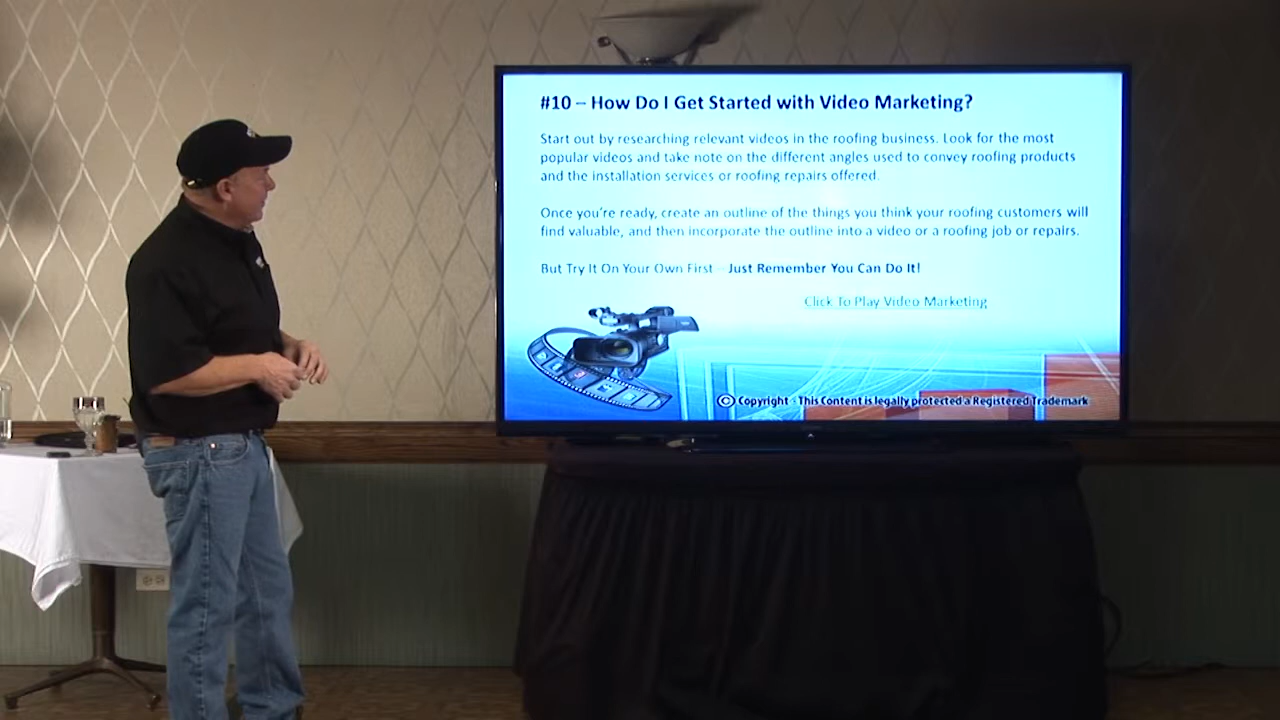 #10 – How Do I Get Started with Video Marketing?
Start out by researching relevant videos in the roofing business. Look for the most
popular videos and take note on the different angles used to convey roofing products
and the installation services or roofing repairs offered.
Once you're ready, create an outline of the things you think your roofing customers will
find valuable, and then incorporate the outline into a video or a roofing job or repairs.
But Try It On Your Own First – Just Remember You Can Do It!
Click To Play Video Marketing
© Copyright - This Content is legally protected a Registered Trademark